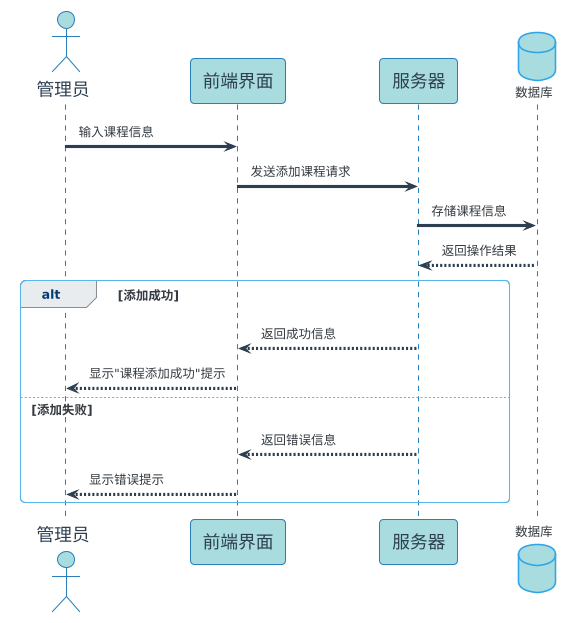 管理员
前端界面
服务器
数据库
输入课程信息
发送添加课程请求
存储课程信息
返回操作结果
alt
[添加成功]
返回成功信息
显示"课程添加成功"提示
[添加失败]
返回错误信息
显示错误提示
管理员
前端界面
服务器
数据库